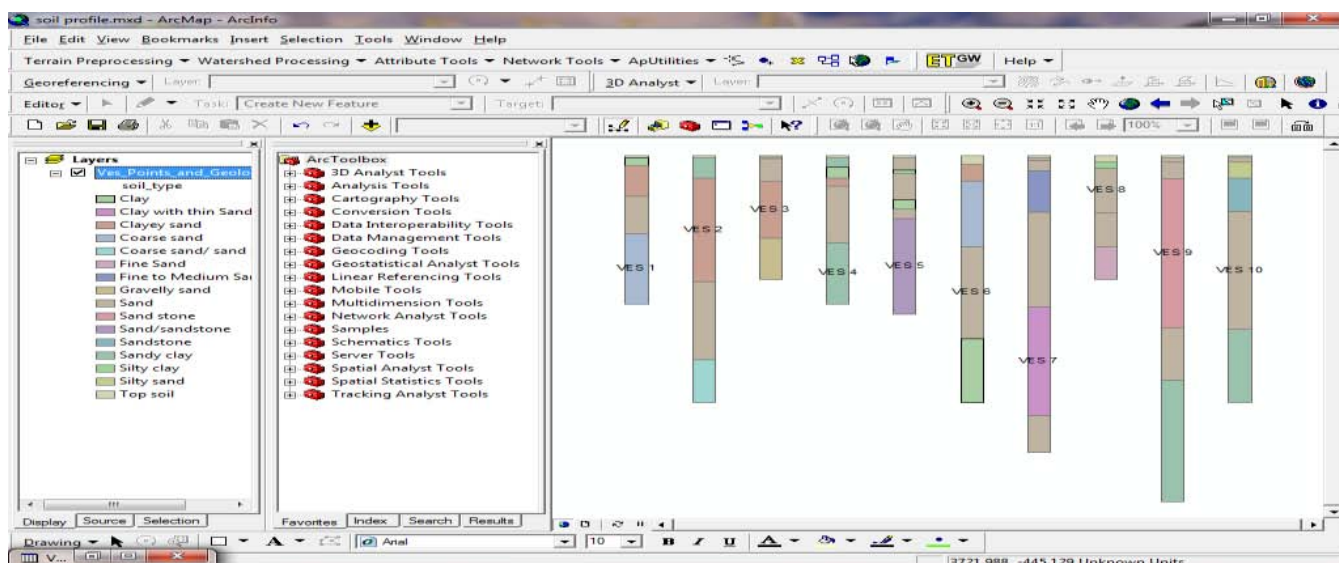 soil profile.mxd - ArcMap - ArcInfo
File Edit View Bookmarks Insert Selection Tools Window Help
Terrain Preprocessing Watershed Processing Attribute Tools Network Tools ApUtilities ETGW Help
Georeferencing Layer: 3D Analyst Layer:
Editor Task: Create New Feature Target:
100%
Layers
Ves_Points_and_Geolo
soil_type
Clay
Clay with thin Sand
Clayey sand
Coarse sand
Coarse sand/ sand
Fine Sand
Fine to Medium Sa
Gravelly sand
Sand
Sand stone
Sand/sandstone
Sandstone
Sandy clay
Silty clay
Silty sand
Top soil
Display Source Selection
ArcToolbox
3D Analyst Tools
Analysis Tools
Cartography Tools
Conversion Tools
Data Interoperability Tools
Data Management Tools
Geocoding Tools
Geostatistical Analyst Tools
Linear Referencing Tools
Mobile Tools
Multidimension Tools
Network Analyst Tools
Samples
Schematics Tools
Server Tools
Spatial Analyst Tools
Spatial Statistics Tools
Tracking Analyst Tools
Favorites Index Search Results
VES 1
VES 2
VES 3
VES 4
VES 5
VES 6
VES 7
VES 8
VES 9
VES 10
Drawing A Arial 10 B I U A
V...
3721.988 -445.129 Unknown Units